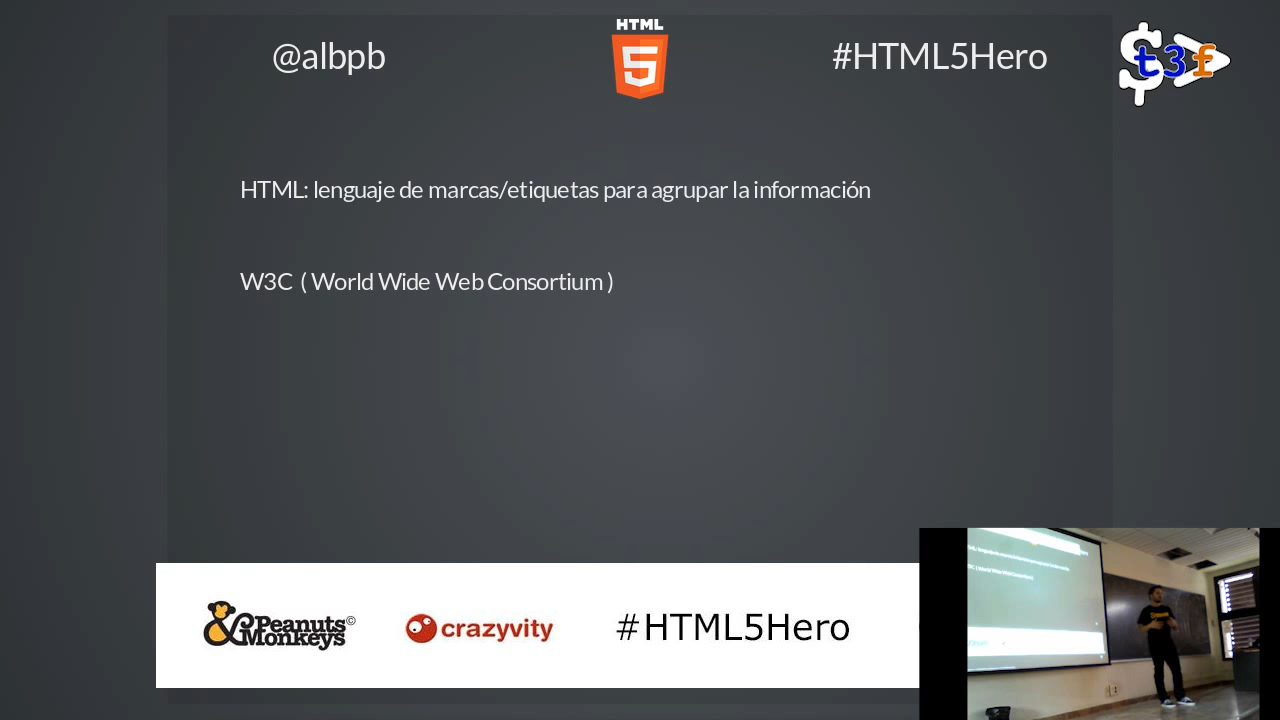 @albpb
HTML
5
#HTML5Hero
$t3f
HTML: lenguaje de marcas/etiquetas para agrupar la información
W3C ( World Wide Web Consortium )
&Peanuts©
Monkeys
crazyvity
#HTML5Hero